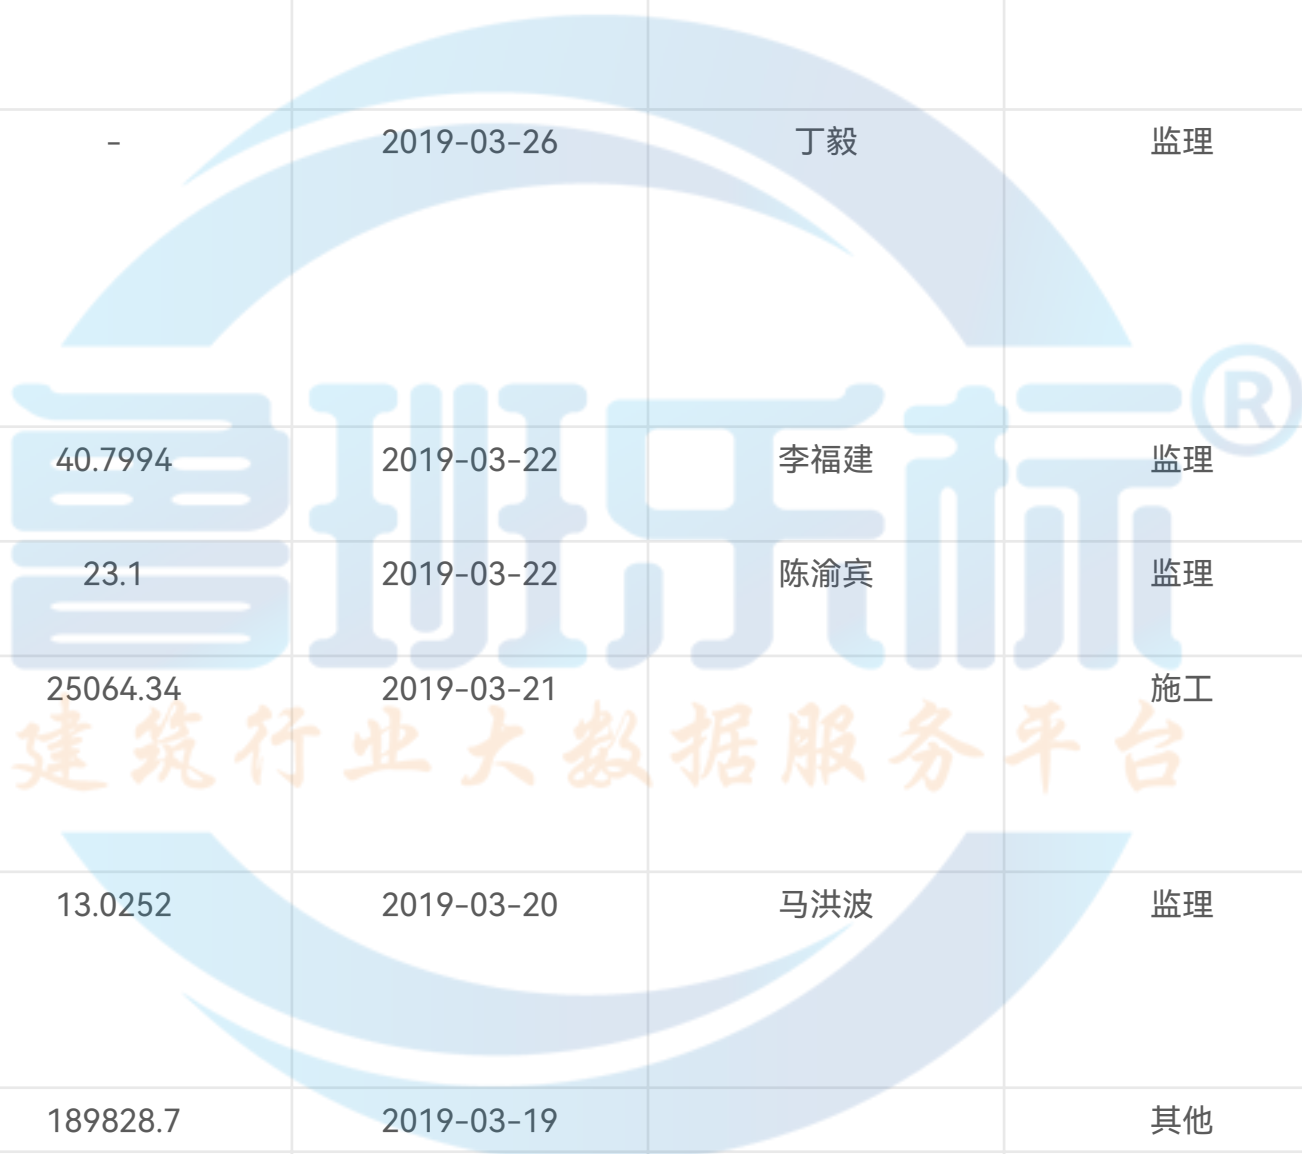 - 2019-03-26 丁毅 监理
40.7994 2019-03-22 李福建 监理
23.1 2019-03-22 陈渝宾 监理
25064.34 2019-03-21 施工
13.0252 2019-03-20 马洪波 监理
189828.7 2019-03-19 其他
鲁班乐标®
建筑行业大数据服务平台